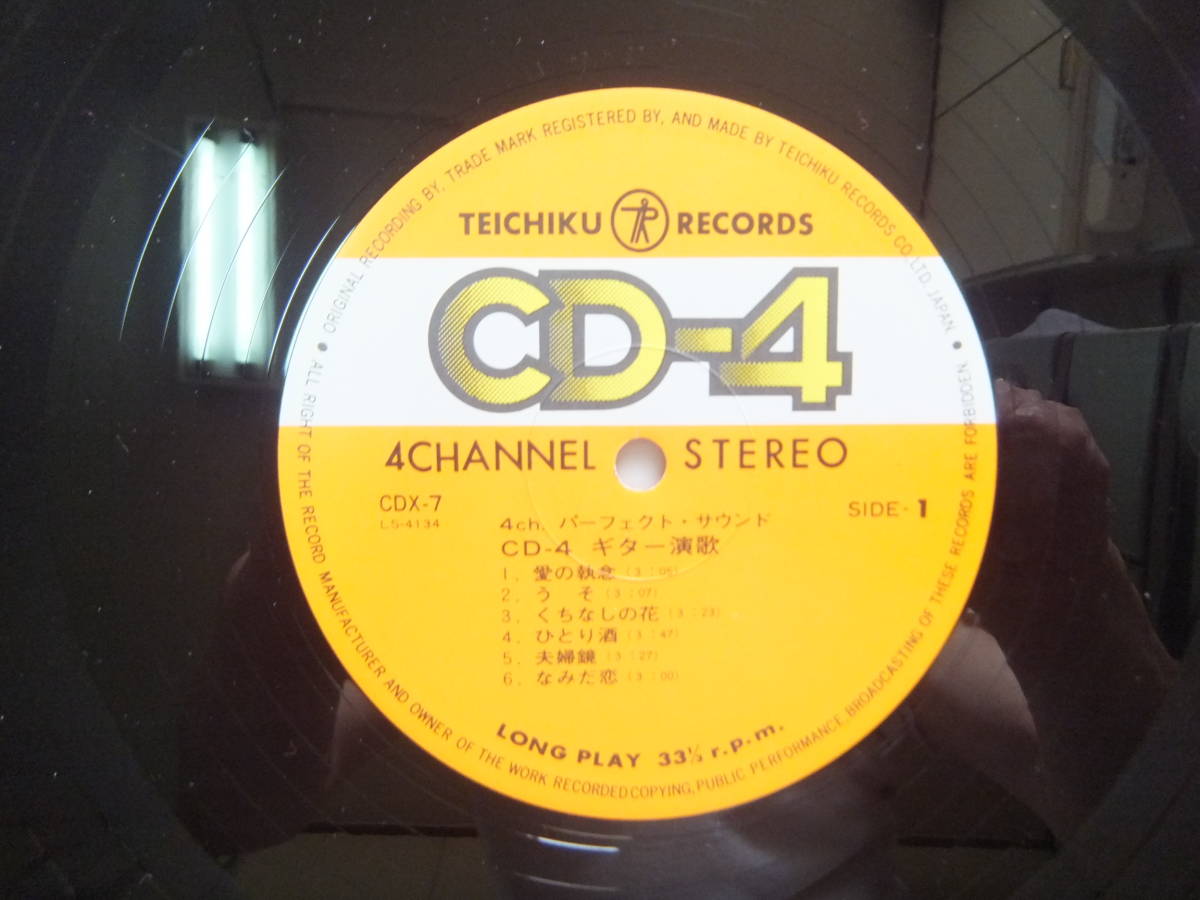 ORIGINAL RECORDING BY, TRADE MARK REGISTERED BY, AND MADE BY TEICHIKU RECORDS CO., LTD. JAPAN.
TEICHIKU TR RECORDS
CD-4
4CHANNEL STEREO
CDX-7
LS-4134
SIDE-1
4ch. パーフェクト・サウンド
CD-4 ギター演歌
1. 愛の執念 (3:05)
2. うそ (3:07)
3. くちなしの花 (3:23)
4. ひとり酒 (3:47)
5. 夫婦鏡 (3:27)
6. なみだ恋 (3:00)
LONG PLAY 33⅓ r.p.m.
ALL RIGHT OF THE RECORD MANUFACTURER AND OWNER OF THE WORK RECORDED COPYING, PUBLIC PERFORMANCE, BROADCASTING OF THESE RECORDS ARE FORBIDDEN.